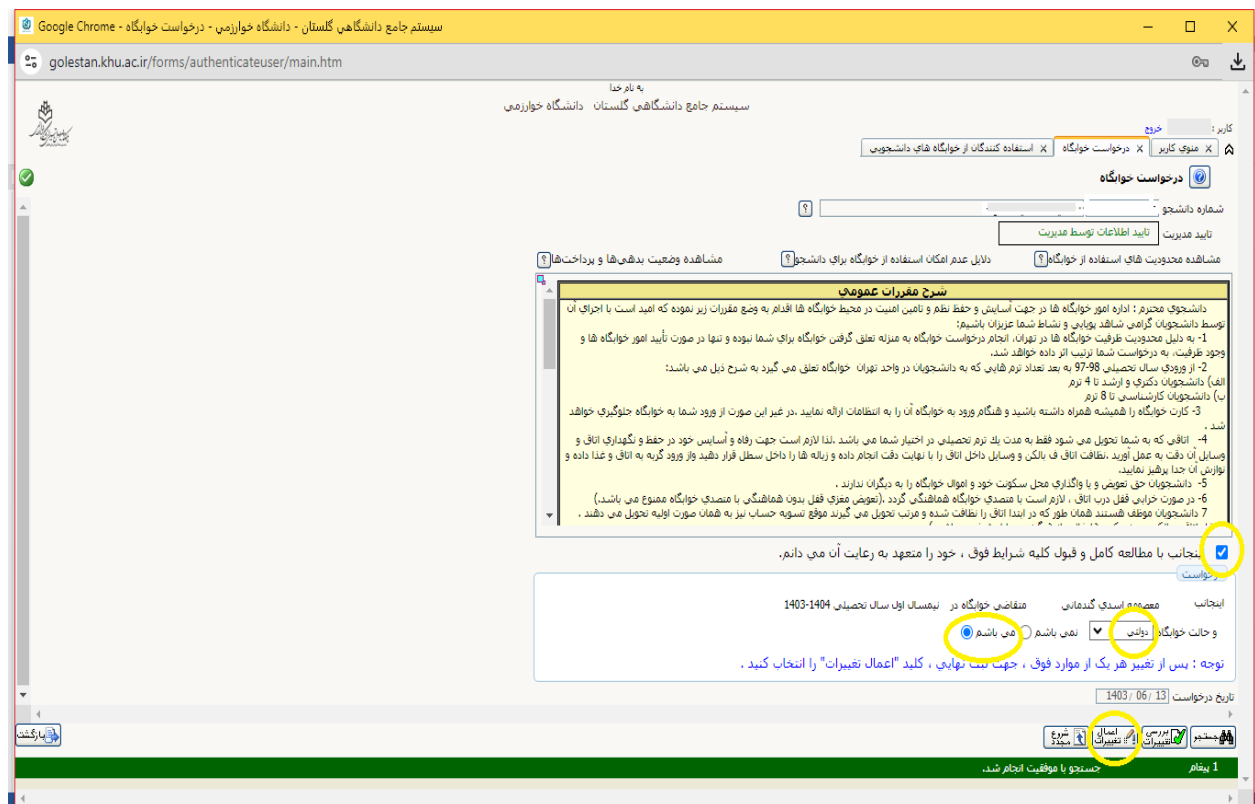 سيستم جامع دانشگاهي گلستان - دانشگاه خوارزمي - درخواست خوابگاه - Google Chrome
golestan.khu.ac.ir/forms/authenticateuser/main.htm
به نام خدا
سیستم جامع دانشگاهی گلستان دانشگاه خوارزمی
کاربر : خروج
منوي کاربر X درخواست خوابگاه X استفاده کنندگان از خوابگاه هاي دانشجويي X
درخواست خوابگاه
شماره دانشجو
تاييد مديريت تاييد اطلاعات توسط مديريت
مشاهده محدوديت هاي استفاده از خوابگاه ? دلايل عدم امکان استفاده از خوابگاه براي دانشجو ? مشاهده وضعيت بدهي‌ها و پرداخت‌ها ?
شرح مقررات عمومي
دانشجوي محترم : اداره امور خوابگاه ها در جهت آسايش و حفظ نظم و تامين امنيت در محيط خوابگاه ها اقدام به وضع مقررات زير نموده که اميد است با اجراي آن
توسط دانشجويان گرامي شاهد پويايي و نشاط شما عزيزان باشيم:
1- به دليل محدوديت ظرفيت خوابگاه ها در تهران، انجام درخواست خوابگاه به منزله تعلق گرفتن خوابگاه براي شما نبوده و تنها در صورت تأييد امور خوابگاه ها و
وجود ظرفيت، به درخواست شما ترتيب اثر داده خواهد شد.
2- از ورودي سال تحصيلي 98-97 به بعد تعداد ترم هايي که به دانشجويان در واحد تهران خوابگاه تعلق مي گيرد به شرح ذيل مي باشد:
الف) دانشجويان دکتري و ارشد تا 4 ترم
ب) دانشجويان کارشناسي تا 8 ترم
3- کارت خوابگاه را هميشه همراه داشته باشيد و هنگام ورود به خوابگاه آن را به انتظامات ارائه نماييد .در غير اين صورت از ورود شما به خوابگاه جلوگيري خواهد
شد .
4- اتاقي که به شما تحويل مي شود فقط به مدت يك ترم تحصيلي در اختيار شما مي باشد .لذا لازم است جهت رفاه و آسايس خود در حفظ و نگهداري اتاق و
وسايل آن دقت به عمل آوريد .نظافت اتاق ف بالکن و وسايل داخل اتاق را با نهايت دقت انجام داده و زباله ها را داخل سطل قرار دهيد واز ورود گربه به اتاق و غذا داده و
نوازش آن جدا پرهيز نماييد.
5- دانشجويان حق تعويض و يا واگذاري محل سکونت خود و اموال خوابگاه را به ديگران ندارند .
6- در صورت خرابي قفل درب اتاق ، لازم است با متصدي خوابگاه هماهنگي گردد .(تعويض مغزي قفل بدون هماهنگي با متصدي خوابگاه ممنوع مي باشد.)
7 دانشجويان موظف هستند همان طور که در ابتدا اتاق را نظافت شده و مرتب تحويل مي گيرند موقع تسويه حساب نيز به همان صورت اوليه تحويل مي دهند .
اينجانب با مطالعه کامل و قبول کليه شرايط فوق ، خود را متعهد به رعايت آن مي دانم.
درخواست
اينجانب معصومه اسدي گندماني متقاضي خوابگاه در نيمسال اول سال تحصيلي 1404-1403
و حالت خوابگاه دولتي نمي باشم مي باشم
توجه : پس از تغيير هر يک از موارد فوق ، جهت ثبت نهايي ، کليد "اعمال تغييرات" را انتخاب کنيد .
تاريخ درخواست 1403/06/13
جستجو بررسي تغييرات اعمال تغييرات شروع مجدد بازگشت
1 پيغام جستجو با موفقيت انجام شد.